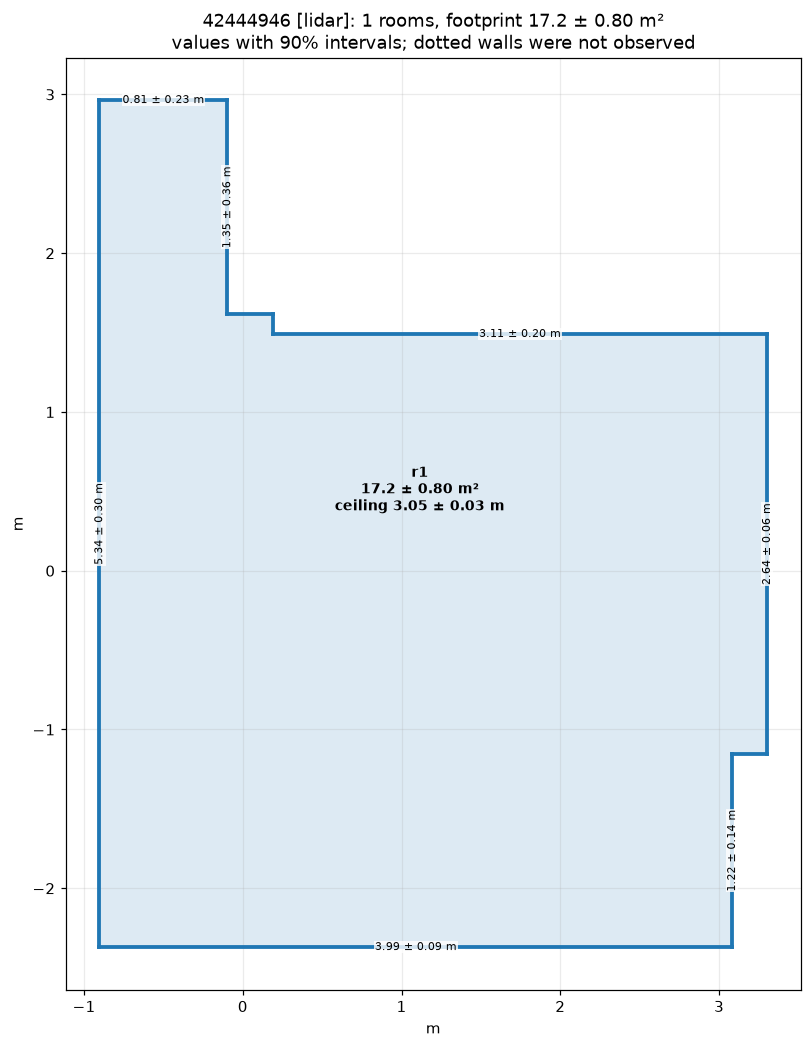 42444946 [lidar]: 1 rooms, footprint 17.2 ± 0.80 m²
values with 90% intervals; dotted walls were not observed
3
2
1
0
−1
−2
m
0.81 ± 0.23 m
1.35 ± 0.36 m
3.11 ± 0.20 m
r1
17.2 ± 0.80 m²
ceiling 3.05 ± 0.03 m
5.34 ± 0.30 m
2.64 ± 0.06 m
1.22 ± 0.14 m
3.99 ± 0.09 m
−1
0
1
2
3
m